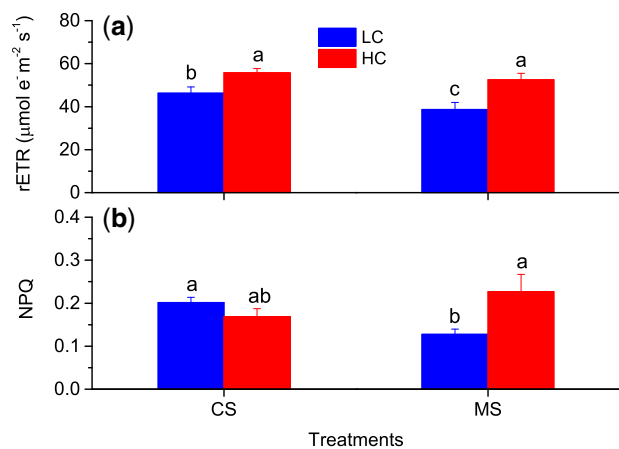 (a)
LC
HC
80
60
40
20
0
rETR (μmol e⁻ m⁻² s⁻¹)
b
a
c
a
(b)
0.4
0.3
0.2
0.1
0.0
NPQ
a
ab
b
a
CS
MS
Treatments